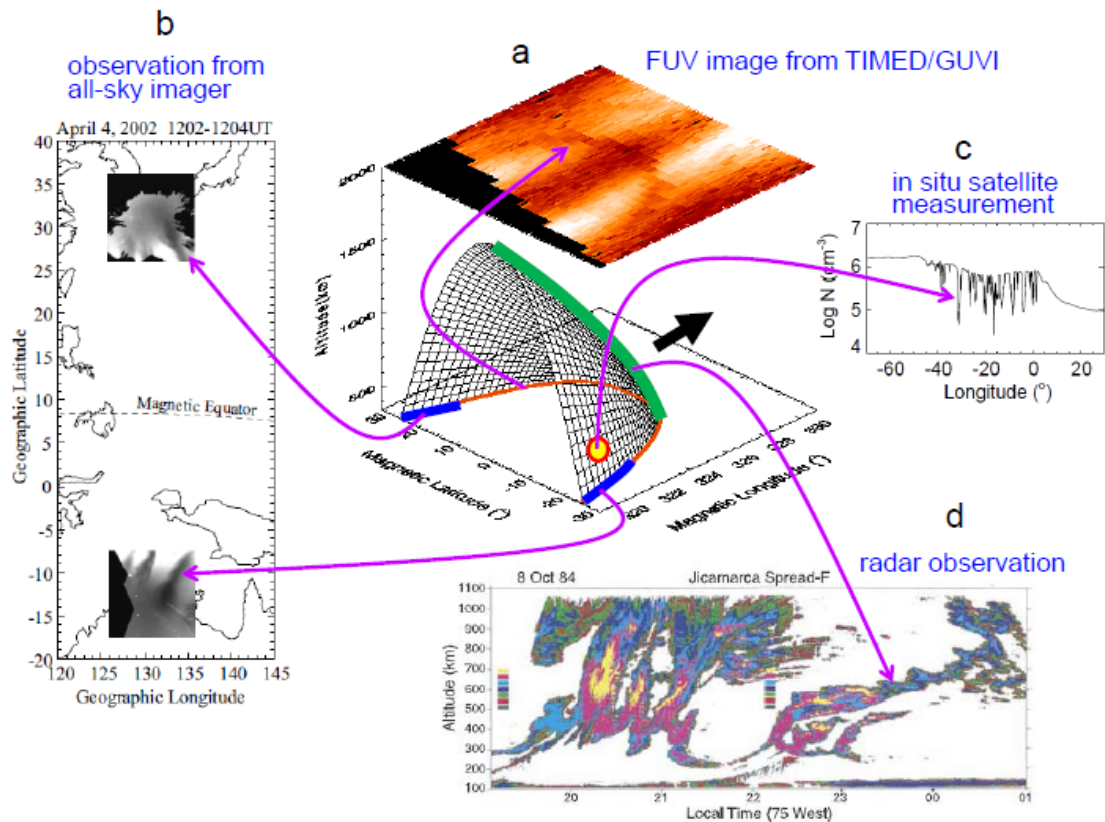 b
observation from
all-sky imager
April 4, 2002 1202-1204UT
40
35
30
25
20
15
10
5
0
-5
-10
-15
-20
Geographic Latitude
Magnetic Equator
120
125
130
135
140
145
Geographic Longitude
a
FUV image from TIMED/GUVI
2000
1500
1000
500
Altitude(km)
30
20
10
0
-10
-20
-30
Magnetic Latitude (°)
320
322
324
326
328
330
Magnetic Longitude (°)
c
in situ satellite
measurement
7
6
5
4
Log N (cm-3)
-60
-40
-20
0
20
Longitude (°)
d
radar observation
8 Oct 84
Jicamarca Spread-F
1100
1000
900
800
700
600
500
400
300
200
100
Altitude (km)
20
21
22
23
00
01
Local Time (75 West)